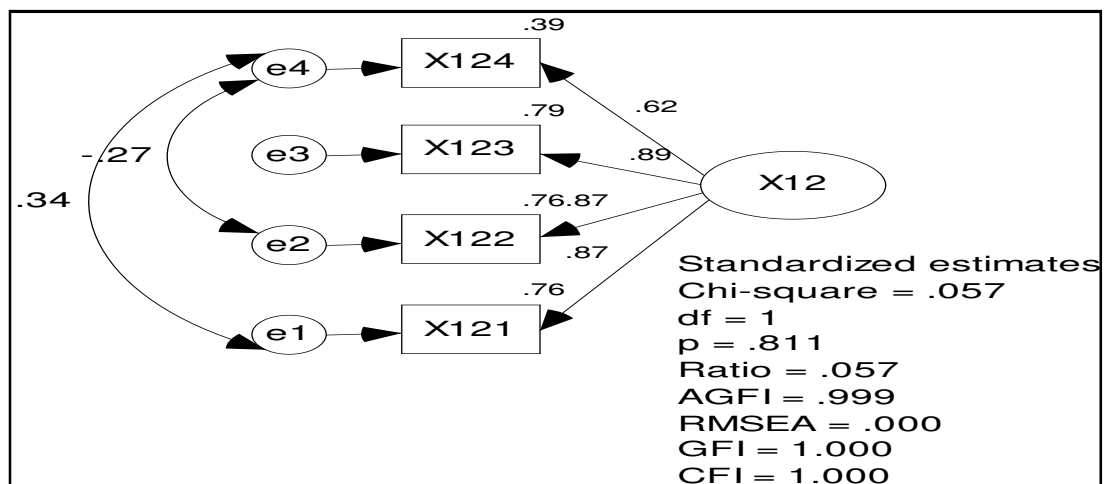 .39
e4
X124
.62
.79
-.27
e3
X123
.89
X12
.34
.76
.87
e2
X122
.87
.76
e1
X121
Standardized estimates
Chi-square = .057
df = 1
p = .811
Ratio = .057
AGFI = .999
RMSEA = .000
GFI = 1.000
CFI = 1.000